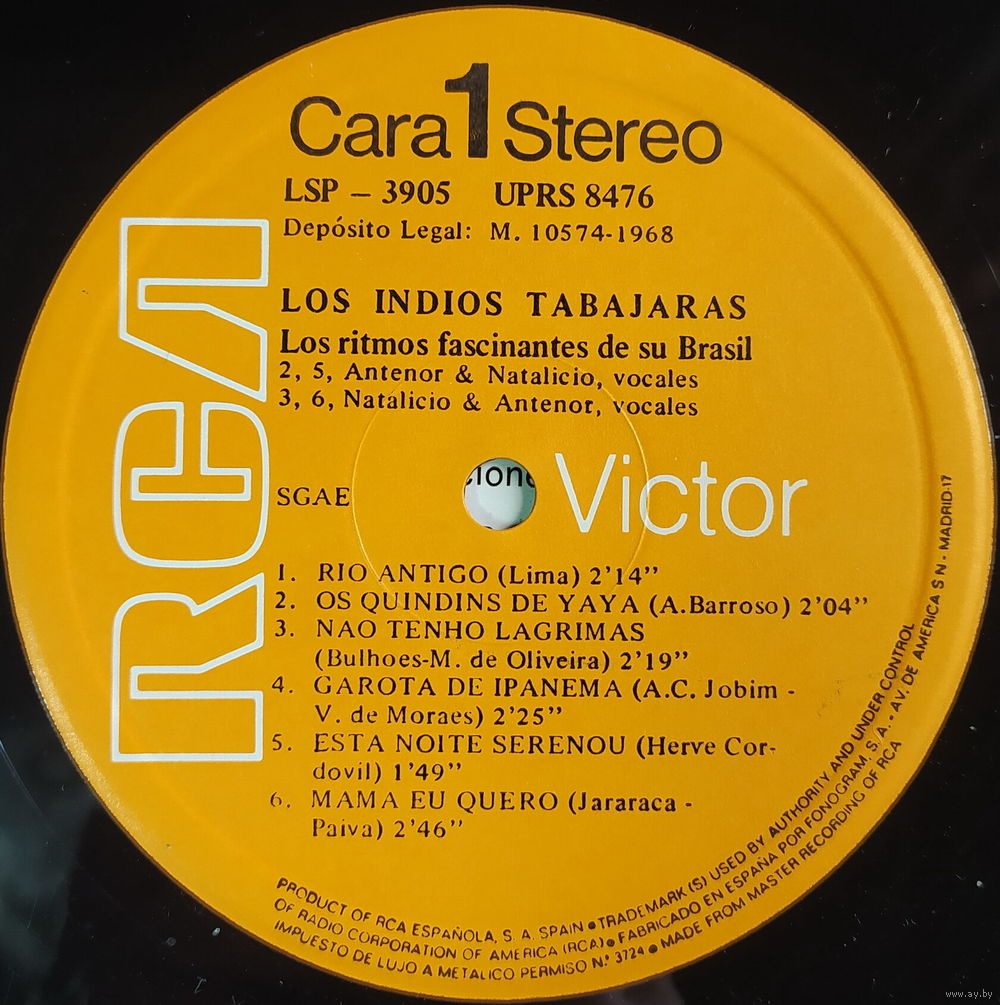 Cara 1 Stereo
LSP – 3905 UPRS 8476
Depósito Legal: M. 10574-1968
LOS INDIOS TABAJARAS
Los ritmos fascinantes de su Brasil
2, 5, Antenor & Natalicio, vocales
3, 6, Natalicio & Antenor, vocales
RCA
SGAE
Victor
1. RIO ANTIGO (Lima) 2'14''
2. OS QUINDINS DE YAYA (A.Barroso) 2'04''
3. NAO TENHO LAGRIMAS
(Bulhoes-M. de Oliveira) 2'19''
4. GAROTA DE IPANEMA (A.C. Jobim -
V. de Moraes) 2'25''
5. ESTA NOITE SERENOU (Herve Cor-
dovil) 1'49''
6. MAMA EU QUERO (Jararaca -
Paiva) 2'46''
PRODUCT OF RCA ESPAÑOLA, S. A. SPAIN • TRADEMARK (S) USED BY AUTHORITY AND UNDER CONTROL
OF RADIO CORPORATION OF AMERICA (RCA) • FABRICADO EN ESPAÑA POR FONOGRAM, S. A. • AV. DE AMERICA S N - MADRID-17
IMPUESTO DE LUJO A METALICO PERMISO N.º 3724 • MADE FROM MASTER RECORDING OF RCA
www.ay.by